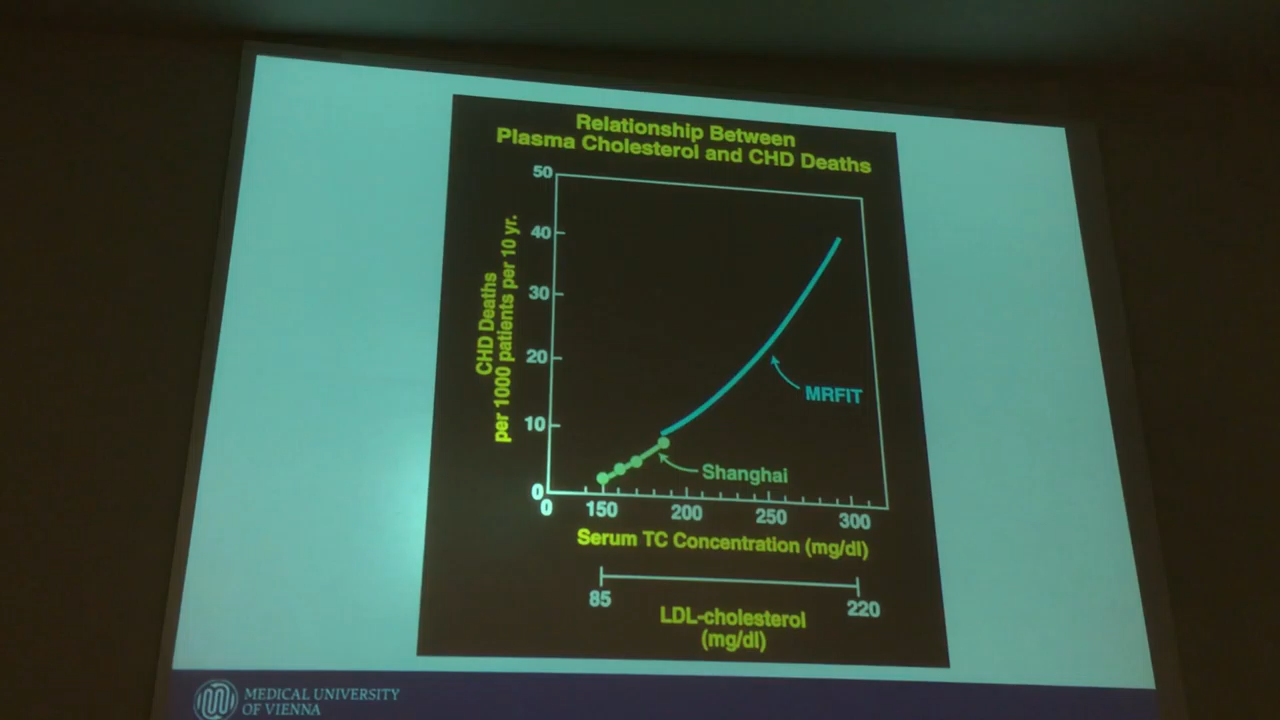 Relationship Between
Plasma Cholesterol and CHD Deaths
50
40
30
20
10
0
CHD Deaths
per 1000 patients per 10 yr.
MRFIT
Shanghai
0 150 200 250 300
Serum TC Concentration (mg/dl)
85 220
LDL-cholesterol
(mg/dl)
MEDICAL UNIVERSITY
OF VIENNA